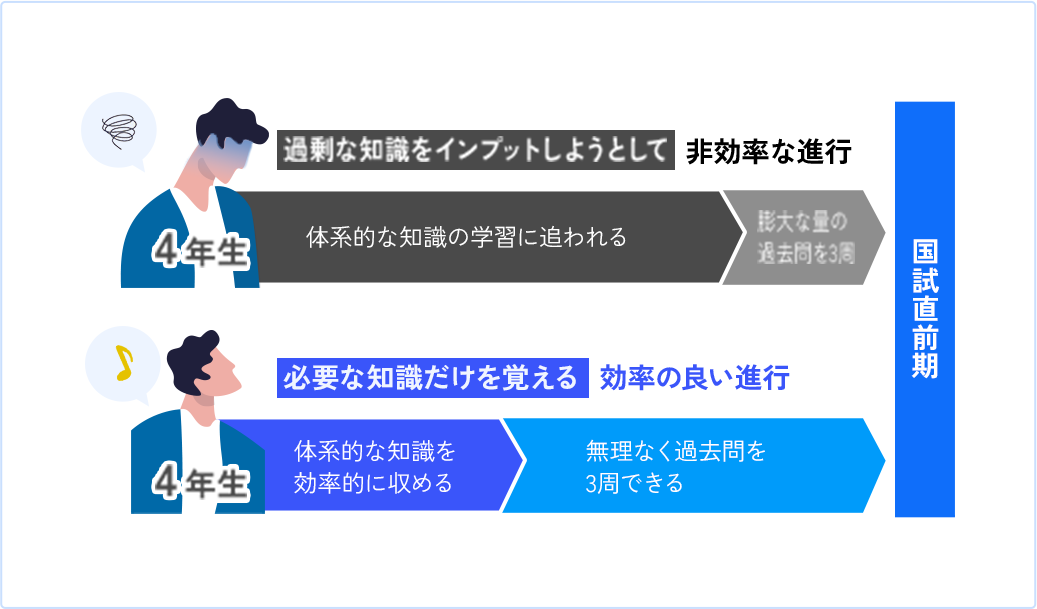 過剰な知識をインプットしようとして 非効率な進行
4年生
体系的な知識の学習に追われる
膨大な量の
過去問を3周
必要な知識だけを覚える 効率の良い進行
4年生
体系的な知識を
効率的に収める
無理なく過去問を
3周できる
国試直前期